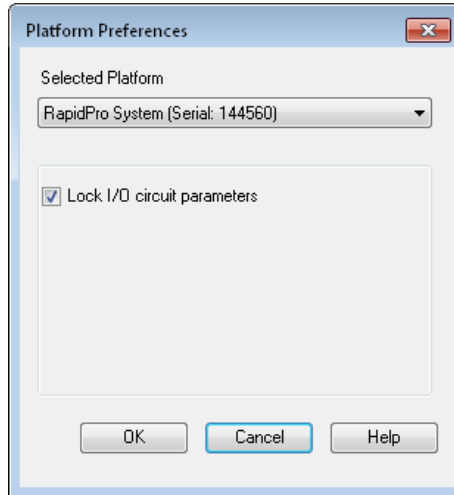 Platform Preferences
Selected Platform
RapidPro System (Serial: 144560)
Lock I/O circuit parameters
OK
Cancel
Help